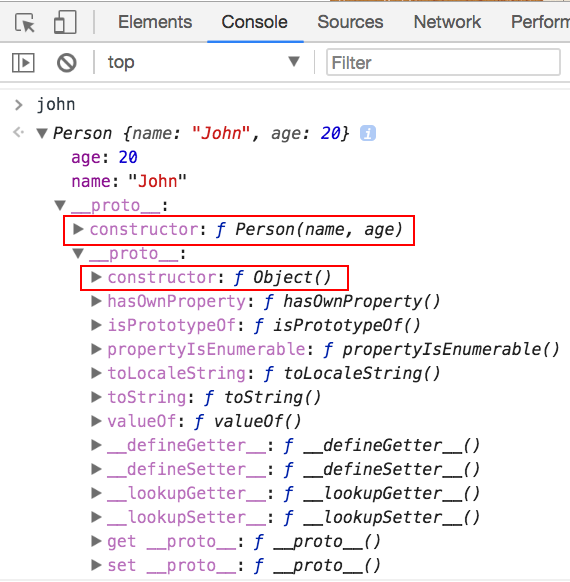 Elements Console Sources Network Perform
top Filter
> john
Person {name: "John", age: 20} i
age: 20
name: "John"
__proto__:
constructor: ƒ Person(name, age)
__proto__:
constructor: ƒ Object()
hasOwnProperty: ƒ hasOwnProperty()
isPrototypeOf: ƒ isPrototypeOf()
propertyIsEnumerable: ƒ propertyIsEnumerable()
toLocaleString: ƒ toLocaleString()
toString: ƒ toString()
valueOf: ƒ valueOf()
__defineGetter__: ƒ __defineGetter__()
__defineSetter__: ƒ __defineSetter__()
__lookupGetter__: ƒ __lookupGetter__()
__lookupSetter__: ƒ __lookupSetter__()
get __proto__: ƒ __proto__()
set __proto__: ƒ __proto__()